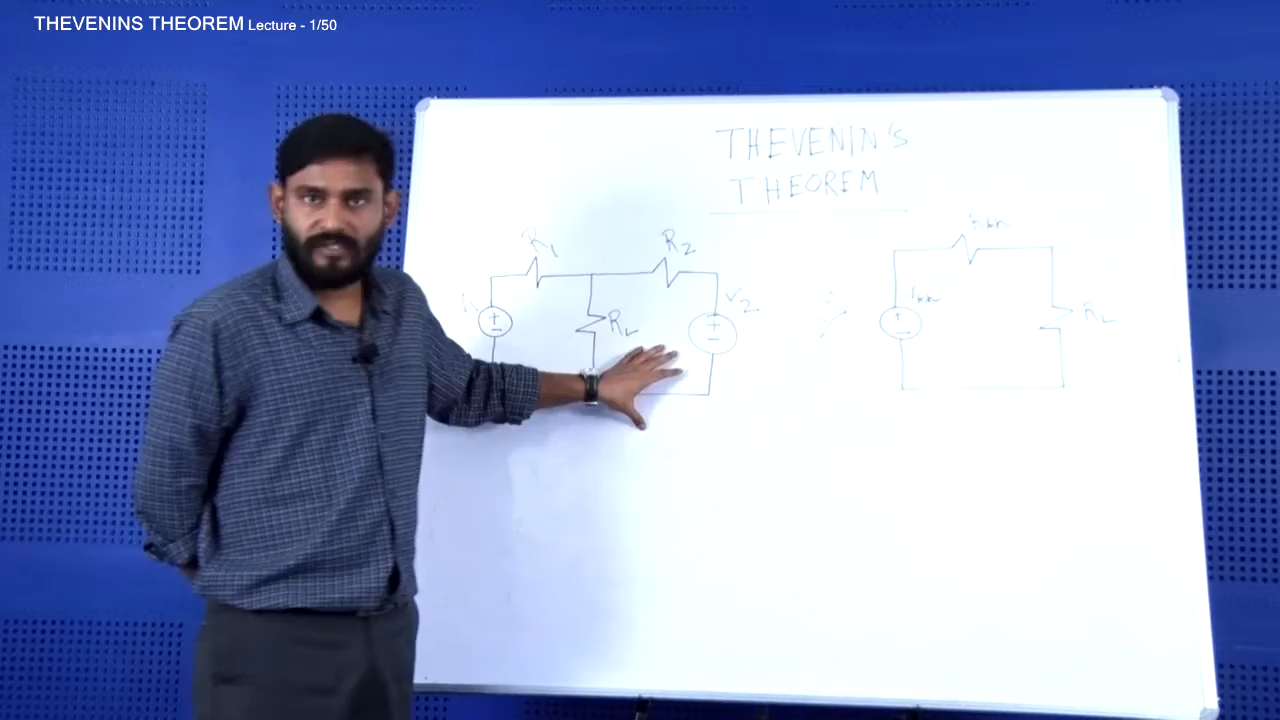 THEVENINS THEOREM Lecture - 1/50
THEVENIN'S
THEOREM
R1
R2
RL
V2
RL